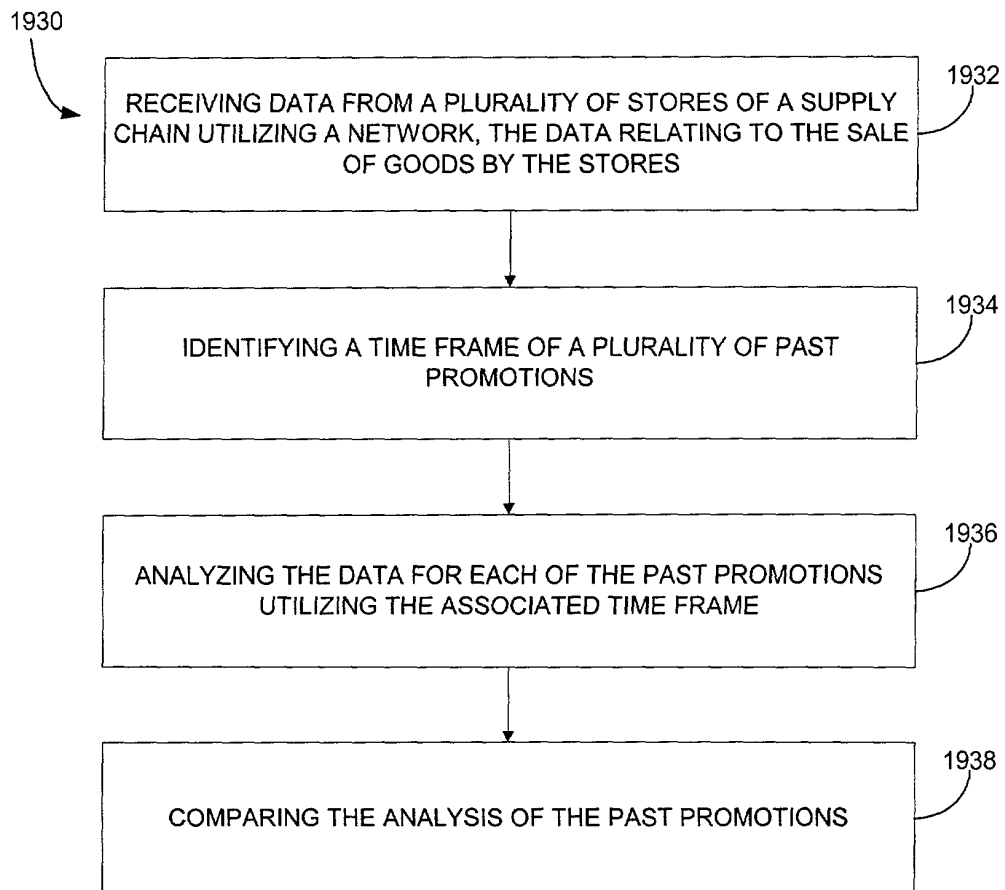 1930
1932
RECEIVING DATA FROM A PLURALITY OF STORES OF A SUPPLY
CHAIN UTILIZING A NETWORK, THE DATA RELATING TO THE SALE
OF GOODS BY THE STORES
1934
IDENTIFYING A TIME FRAME OF A PLURALITY OF PAST
PROMOTIONS
1936
ANALYZING THE DATA FOR EACH OF THE PAST PROMOTIONS
UTILIZING THE ASSOCIATED TIME FRAME
1938
COMPARING THE ANALYSIS OF THE PAST PROMOTIONS